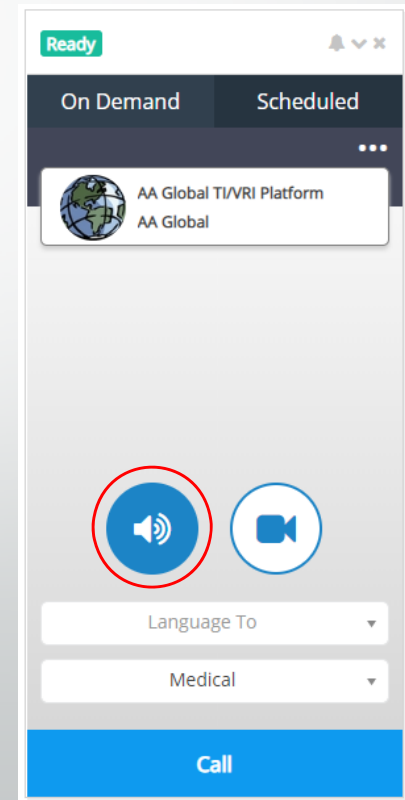 Ready
On Demand Scheduled
AA Global TI/VRI Platform
AA Global
Language To
Medical
Call